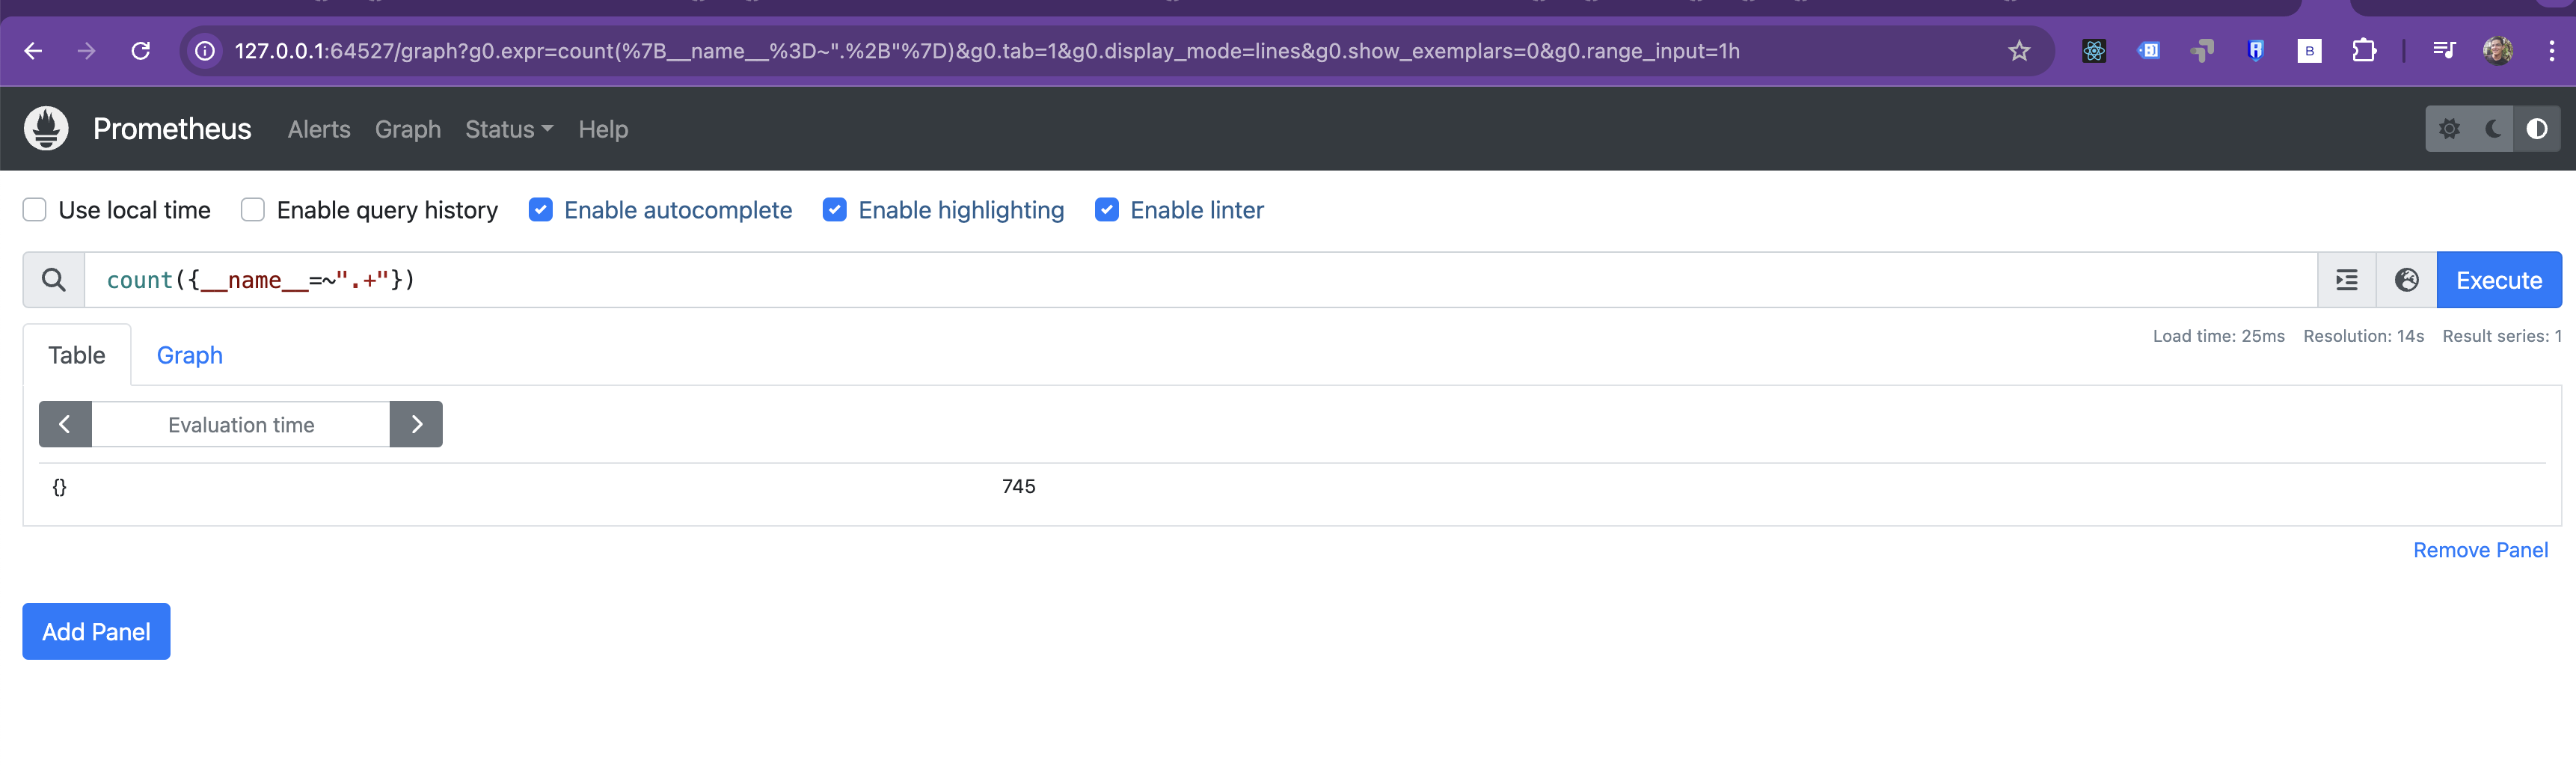 127.0.0.1:64527/graph?g0.expr=count(%7B__name__%3D~".%2B"%7D)&g0.tab=1&g0.display_mode=lines&g0.show_exemplars=0&g0.range_input=1h
B
Prometheus Alerts Graph Status Help
Use local time Enable query history Enable autocomplete Enable highlighting Enable linter
count({__name__=~".+"}) Execute
Table Graph Load time: 25ms Resolution: 14s Result series: 1
Evaluation time
{} 745
Remove Panel
Add Panel